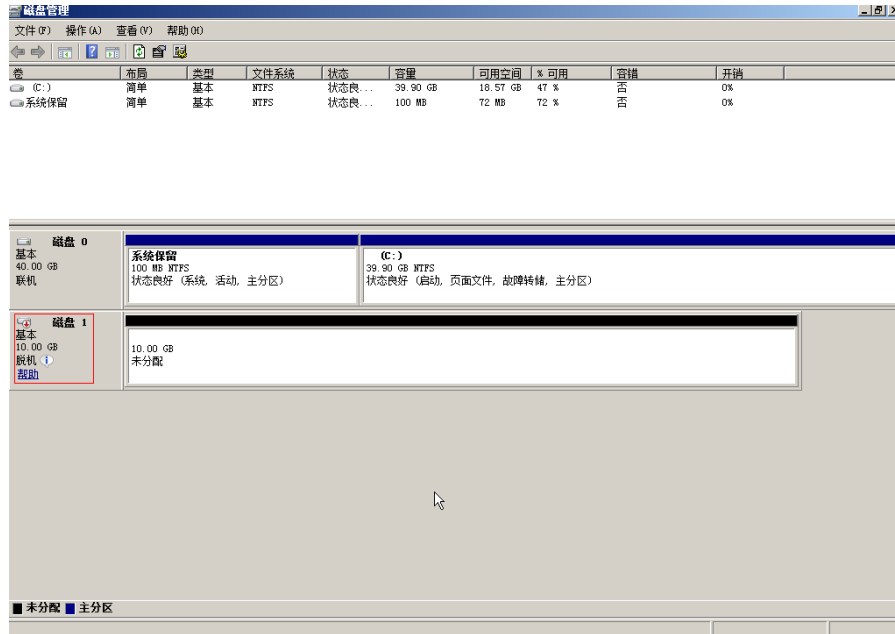 磁盘管理
文件(F) 操作(A) 查看(V) 帮助(H)
卷 布局 类型 文件系统 状态 容量 可用空间 % 可用 容错 开销
(C:) 简单 基本 NTFS 状态良... 39.90 GB 18.57 GB 47 % 否 0%
系统保留 简单 基本 NTFS 状态良... 100 MB 72 MB 72 % 否 0%
磁盘 0
基本
40.00 GB
联机
系统保留
100 MB NTFS
状态良好 (系统, 活动, 主分区)
(C:)
39.90 GB NTFS
状态良好 (启动, 页面文件, 故障转储, 主分区)
磁盘 1
基本
10.00 GB
脱机
帮助
10.00 GB
未分配
未分配 主分区